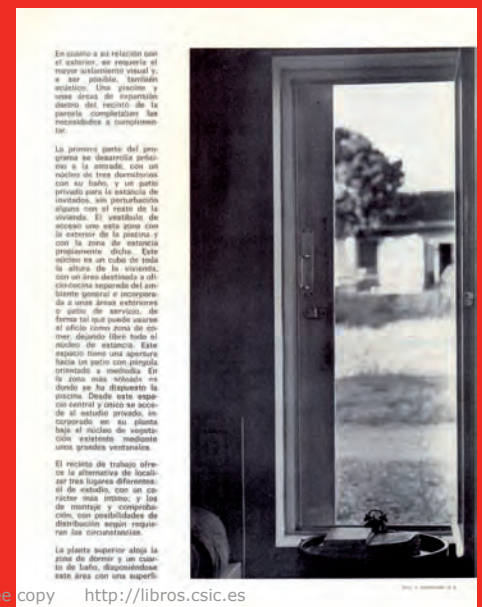 En cuanto a su relación con
el exterior, se requería el
mayor aislamiento visual y,
a ser posible, también
acústico. Una piscina y
unas áreas de expansión
dentro del recinto de la
parcela completaban las
necesidades a cumplimen-
tar.
La primera parte del pro-
grama se desarrolla próxi-
mo a la entrada, con un
núcleo de tres dormitorios
con su baño, y un patio
privado para la estancia de
invitados, sin perturbación
alguna con el resto de la
vivienda. El vestíbulo de
acceso une esta zona con
la exterior de la piscina y
con la zona de estancia
propiamente dicha. Este
núcleo es un cubo de toda
la altura de la vivienda,
con un área destinada a ofi-
cio-cocina separada del am-
biente general e incorpora-
da a unas áreas exteriores
o patio de servicio, de
forma tal que puede usarse
el oficio como zona de co-
mer, dejando libre todo el
núcleo de estancia. Este
espacio tiene una apertura
hacia un patio con pérgola
orientado a mediodía. En
la zona más soleada es
donde se ha dispuesto la
piscina. Desde este espa-
cio central y único se acce-
de al estudio privado, in-
corporado en su planta
baja el núcleo de vegeta-
ción existente mediante
unos grandes ventanales.
El recinto de trabajo ofre-
ce la alternativa de locali-
zar tres lugares diferentes:
el de estudio, con un ca-
rácter más íntimo; y los
de montaje y comproba-
ción, con posibilidades de
distribución según requie-
ran las circunstancias.
La planta superior aloja la
zona de dormir y un cuar-
to de baño, disponiéndose
este área con una superfi-
copy http://libros.csic.es